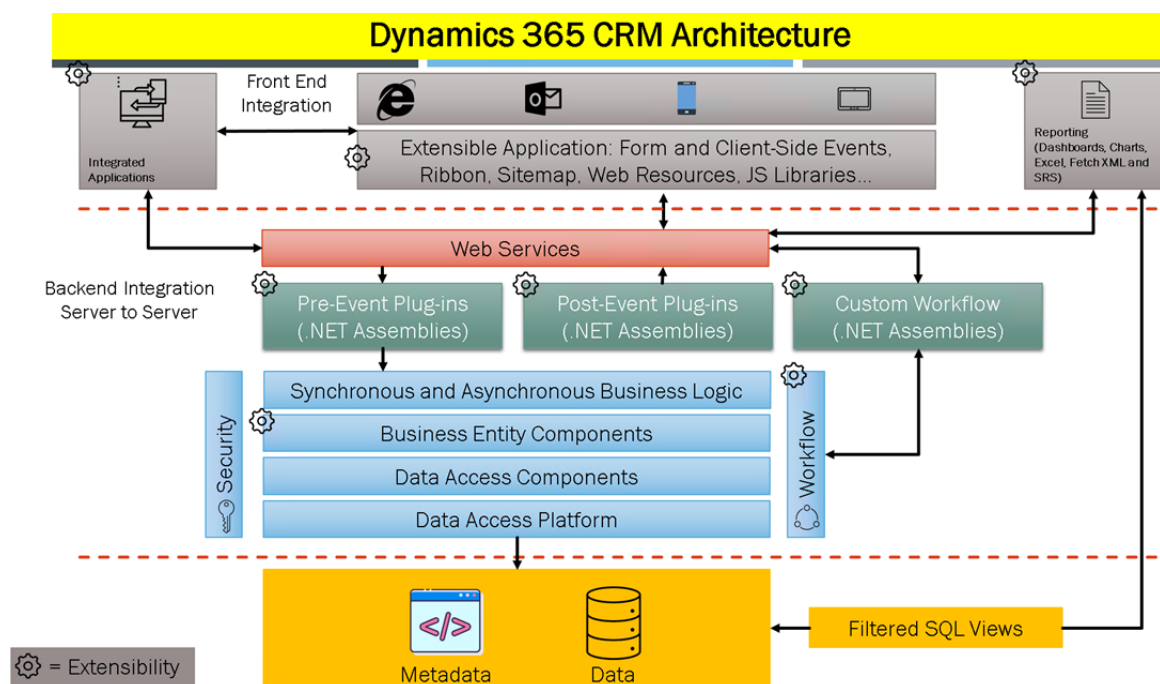 Dynamics 365 CRM Architecture
Front End
Integration
Integrated
Applications
Extensible Application: Form and Client-Side Events,
Ribbon, Sitemap, Web Resources, JS Libraries...
Reporting
(Dashboards, Charts,
Excel, Fetch XML and
SRS)
Web Services
Backend Integration
Server to Server
Pre-Event Plug-ins
(.NET Assemblies)
Post-Event Plug-ins
(.NET Assemblies)
Custom Workflow
(.NET Assemblies)
Security
Synchronous and Asynchronous Business Logic
Business Entity Components
Data Access Components
Data Access Platform
Workflow
</>
Metadata
Data
Filtered SQL Views
= Extensibility